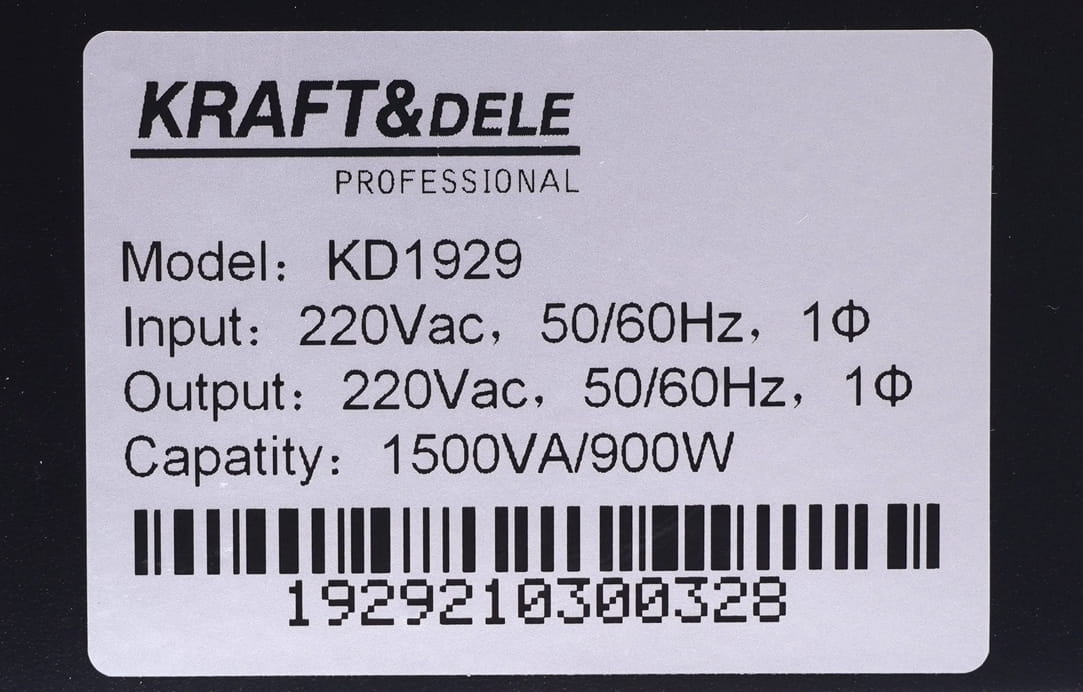 KRAFT&DELE
PROFESSIONAL
Model: KD1929
Input: 220Vac, 50/60Hz, 1Φ
Output: 220Vac, 50/60Hz, 1Φ
Capatity: 1500VA/900W
1929210300328